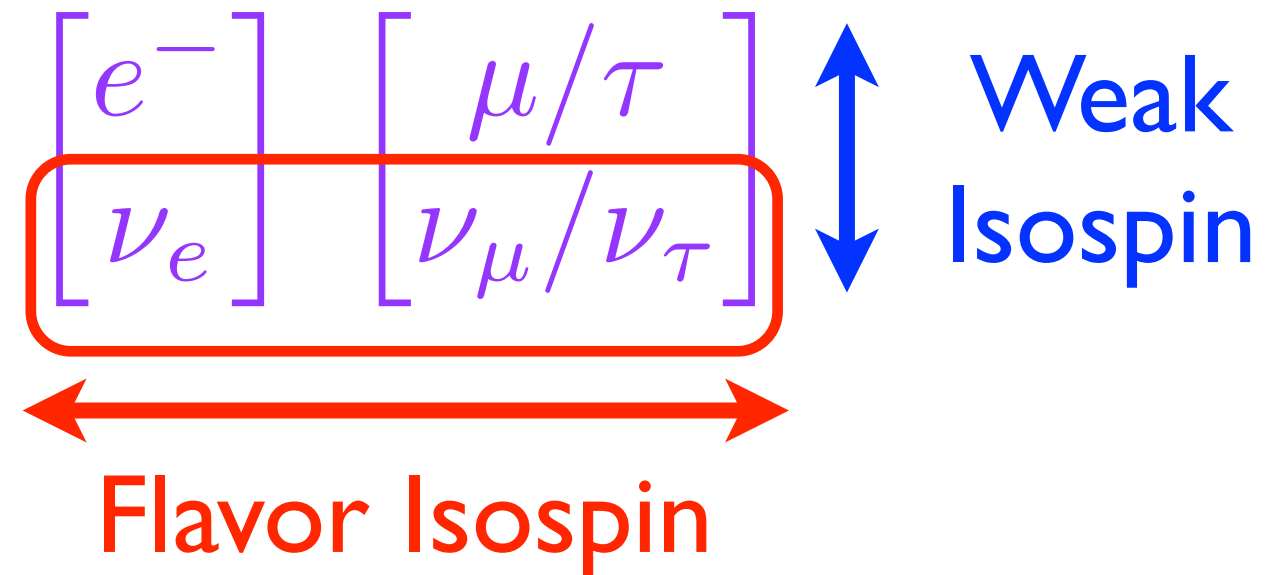 e⁻ μ/τ
Weak
ν_e ν_μ/ν_τ
Isospin
Flavor Isospin